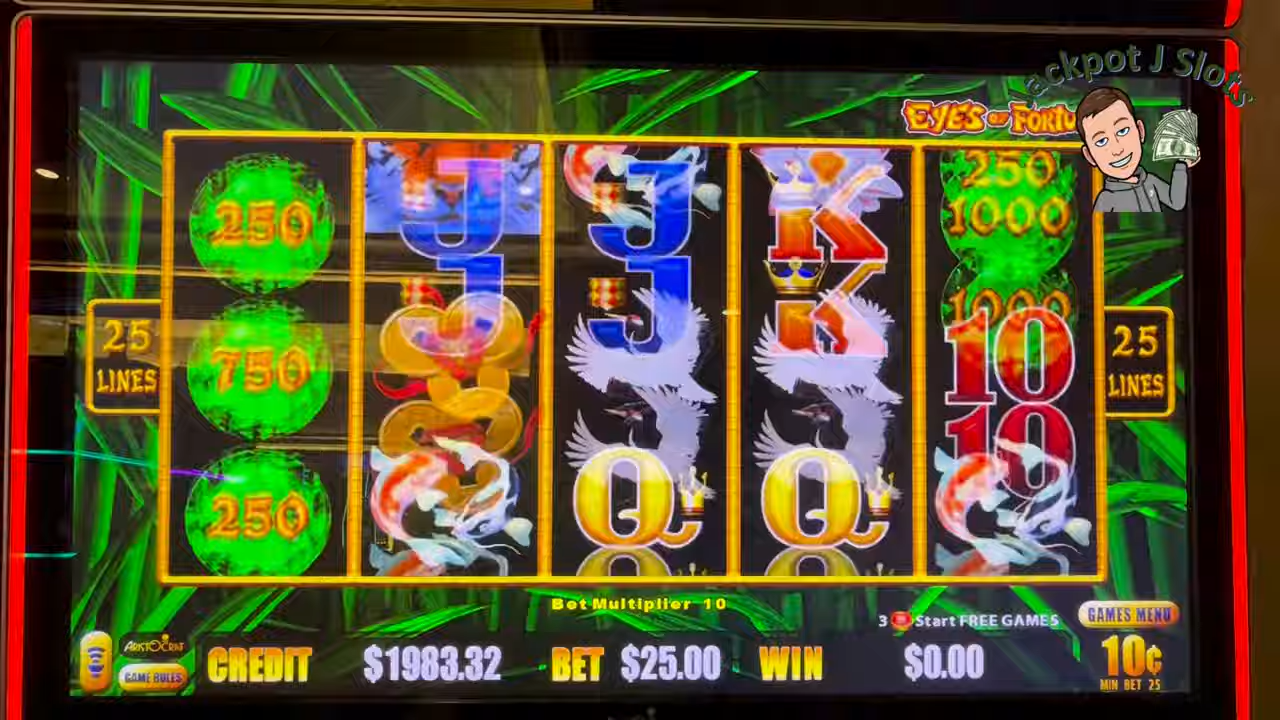 Jackpot J Slots
EYES OF FORTU
250
J
J
K
250
1000
J
J
K
1000
25
LINES
750
10
25
LINES
10
250
Q
Q
Bet Multiplier 10
3 Start FREE GAMES
GAMES MENU
ARISTOCRAT
GAME RULES
CREDIT $1983.32 BET $25.00 WIN $0.00
10¢
MIN BET 25